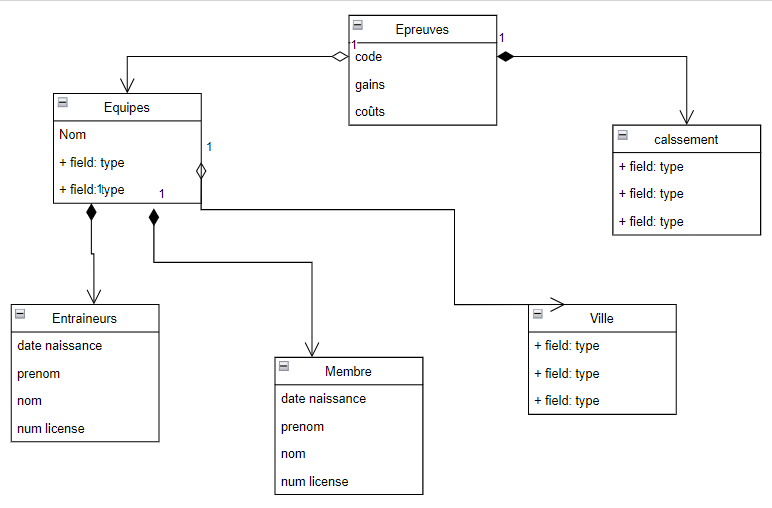 Epreuves
1
1
code
gains
coûts
Equipes
Nom
+ field: type
+ field: type
1
1
1
calssement
+ field: type
+ field: type
+ field: type
Entraineurs
date naissance
prenom
nom
num license
Membre
date naissance
prenom
nom
num license
Ville
+ field: type
+ field: type
+ field: type